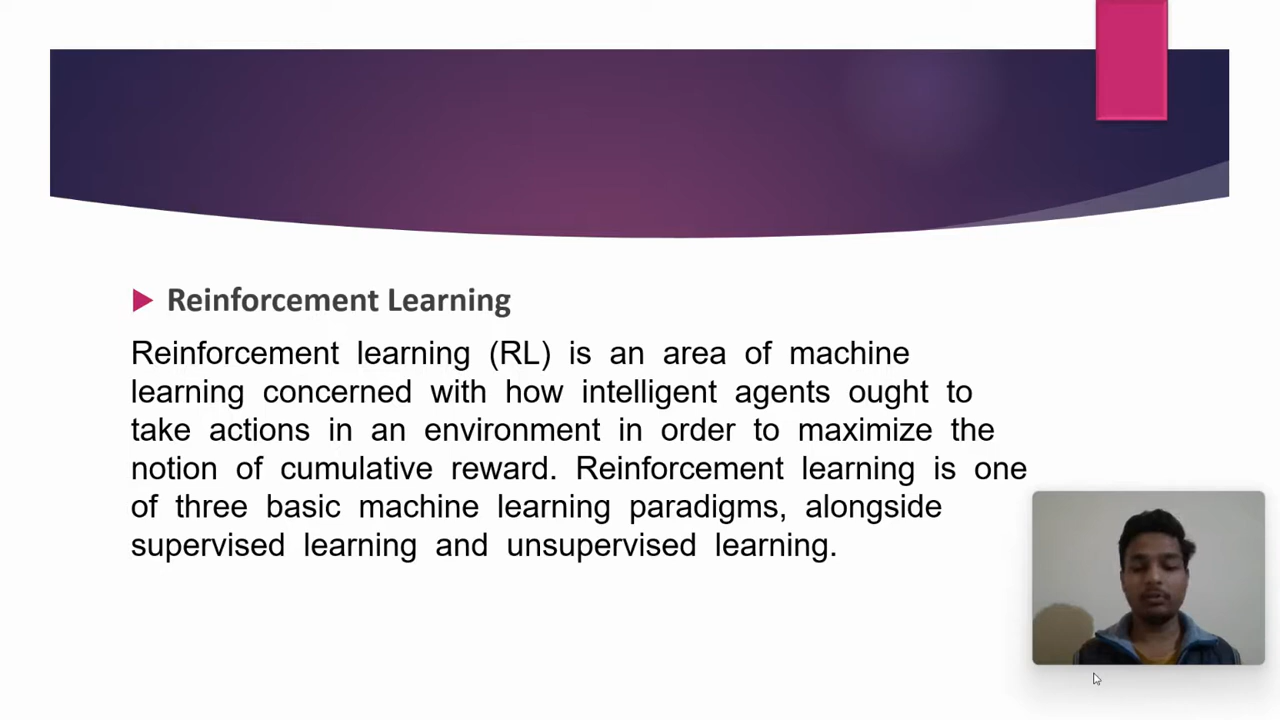 Reinforcement Learning
Reinforcement learning (RL) is an area of machine
learning concerned with how intelligent agents ought to
take actions in an environment in order to maximize the
notion of cumulative reward. Reinforcement learning is one
of three basic machine learning paradigms, alongside
supervised learning and unsupervised learning.